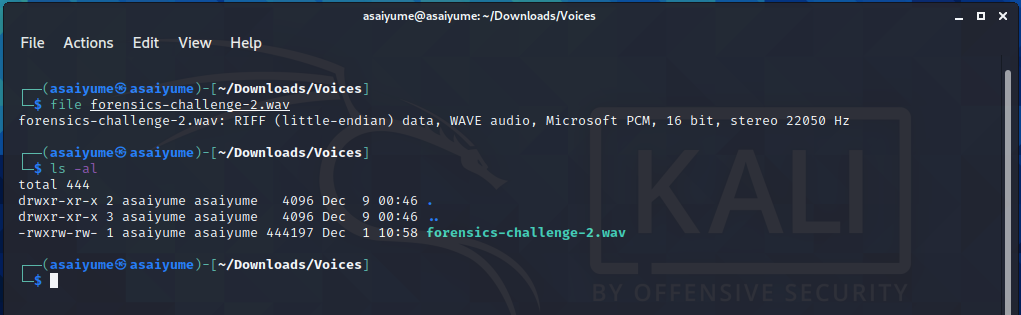 asaiyume@asaiyume: ~/Downloads/Voices
File Actions Edit View Help
┌──(asaiyume㉿asaiyume)-[~/Downloads/Voices]
└─$ file forensics-challenge-2.wav
forensics-challenge-2.wav: RIFF (little-endian) data, WAVE audio, Microsoft PCM, 16 bit, stereo 22050 Hz
┌──(asaiyume㉿asaiyume)-[~/Downloads/Voices]
└─$ ls -al
total 444
drwxr-xr-x 2 asaiyume asaiyume   4096 Dec  9 00:46 .
drwxr-xr-x 3 asaiyume asaiyume   4096 Dec  9 00:46 ..
-rwxrw-rw- 1 asaiyume asaiyume 444197 Dec  1 10:58 forensics-challenge-2.wav
┌──(asaiyume㉿asaiyume)-[~/Downloads/Voices]
└─$
KALI
BY OFFENSIVE SECURITY